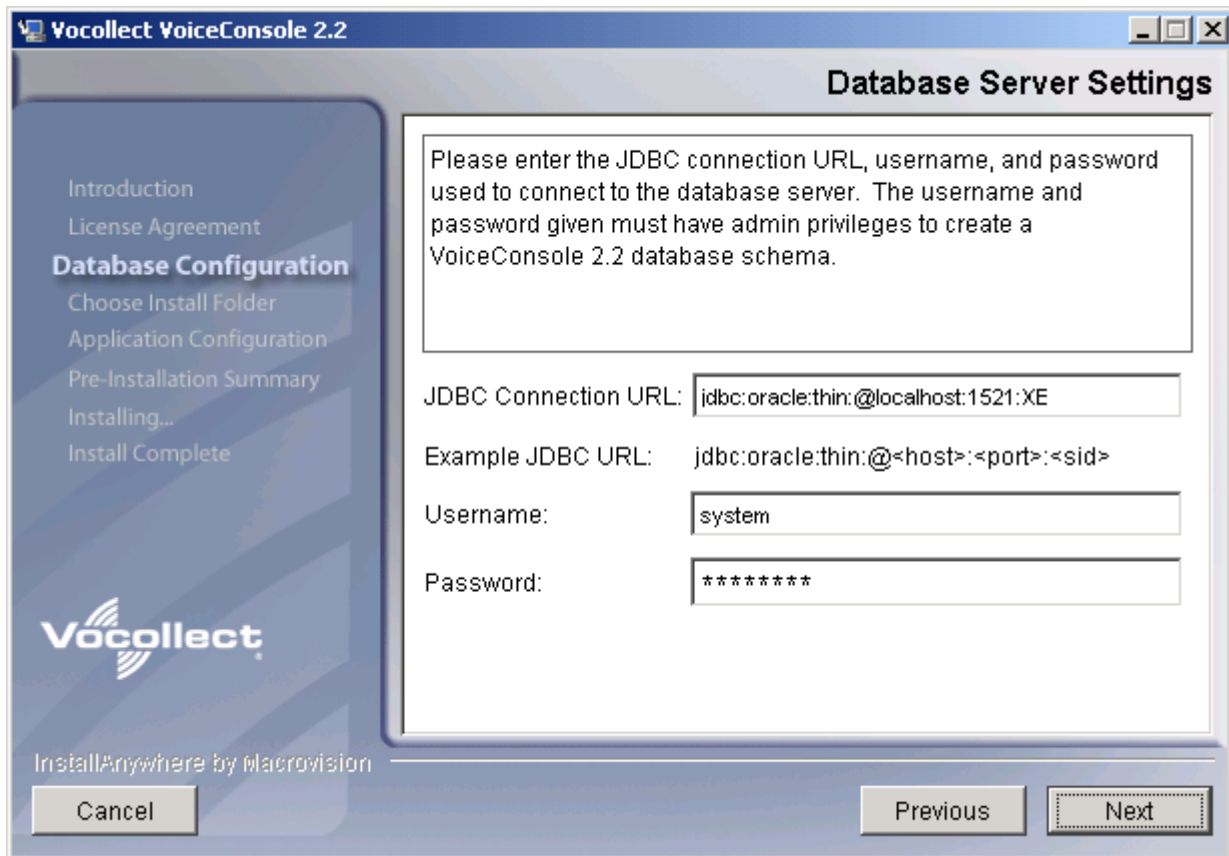 Vocollect VoiceConsole 2.2
Database Server Settings
Introduction
License Agreement
Database Configuration
Choose Install Folder
Application Configuration
Pre-Installation Summary
Installing...
Install Complete
Please enter the JDBC connection URL, username, and password
used to connect to the database server. The username and
password given must have admin privileges to create a
VoiceConsole 2.2 database schema.
JDBC Connection URL: jdbc:oracle:thin:@localhost:1521:XE
Example JDBC URL: jdbc:oracle:thin:@<host>:<port>:<sid>
Username: system
Password: ********
Vocollect
InstallAnywhere by Macrovision
Cancel Previous Next